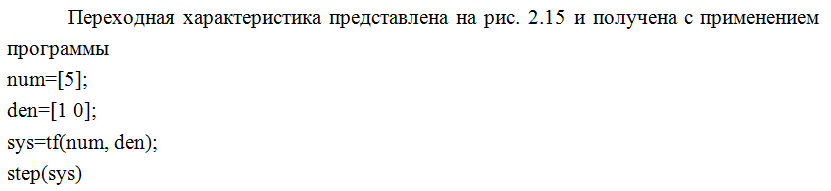 Переходная характеристика представлена на рис. 2.15 и получена с применением
программы
num=[5];
den=[1 0];
sys=tf(num, den);
step(sys)